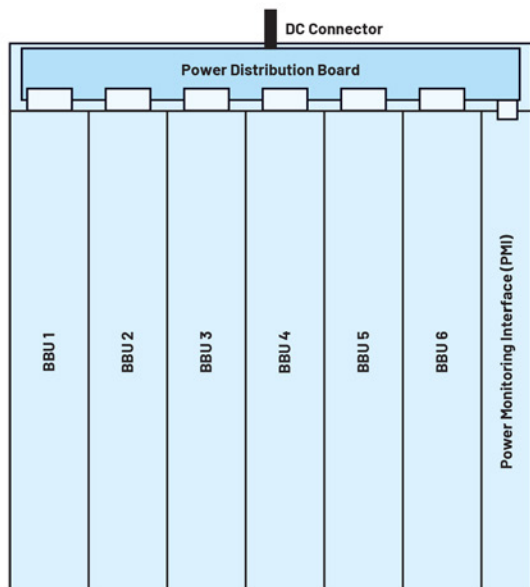 DC Connector
Power Distribution Board
BBU 1
BBU 2
BBU 3
BBU 4
BBU 5
BBU 6
Power Monitoring Interface (PMI)